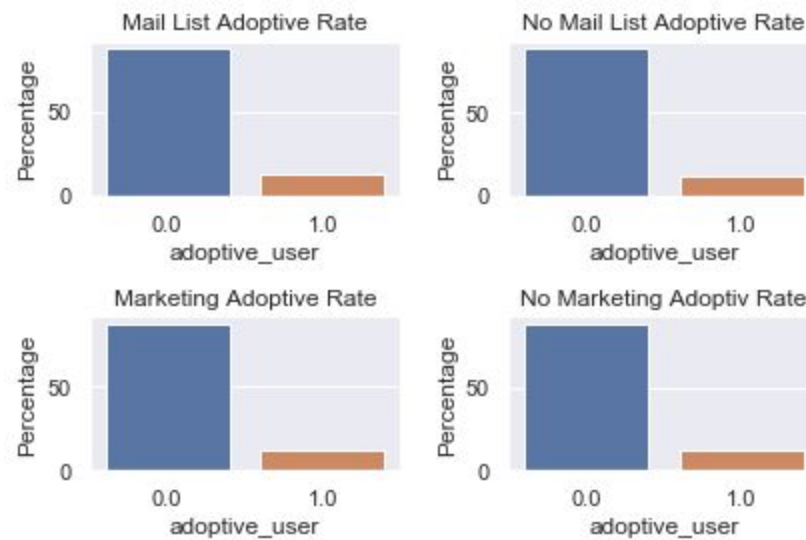 Mail List Adoptive Rate
Percentage
50
0
0.0 1.0
adoptive_user
No Mail List Adoptive Rate
Percentage
50
0
0.0 1.0
adoptive_user
Marketing Adoptive Rate
Percentage
50
0
0.0 1.0
adoptive_user
No Marketing Adoptiv Rate
Percentage
50
0
0.0 1.0
adoptive_user